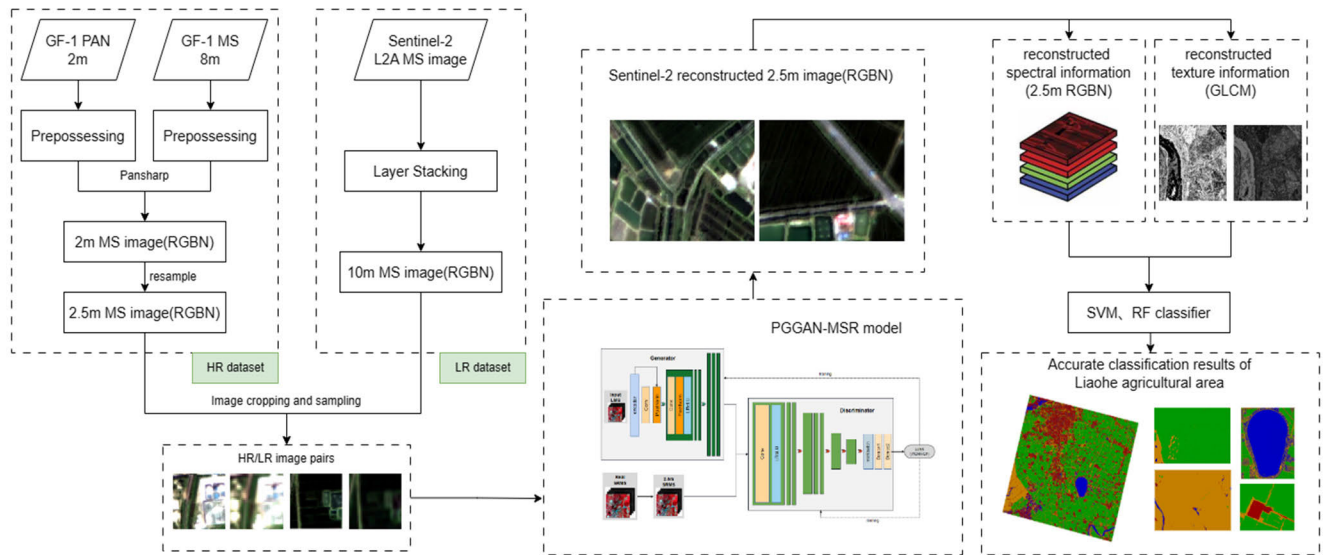 GF-1 PAN
2m
GF-1 MS
8m
Prepossessing
Prepossessing
Pansharp
2m MS image(RGBN)
resample
2.5m MS image(RGBN)
HR dataset
Sentinel-2
L2A MS image
Layer Stacking
10m MS image(RGBN)
LR dataset
Image cropping and sampling
HR/LR image pairs
Sentinel-2 reconstructed 2.5m image(RGBN)
PGGAN-MSR model
Generator
Conv
Discriminator
Conv
reconstructed
spectral information
(2.5m RGBN)
reconstructed
texture information
(GLCM)
SVM、RF classifier
Accurate classification results of
Liaohe agricultural area